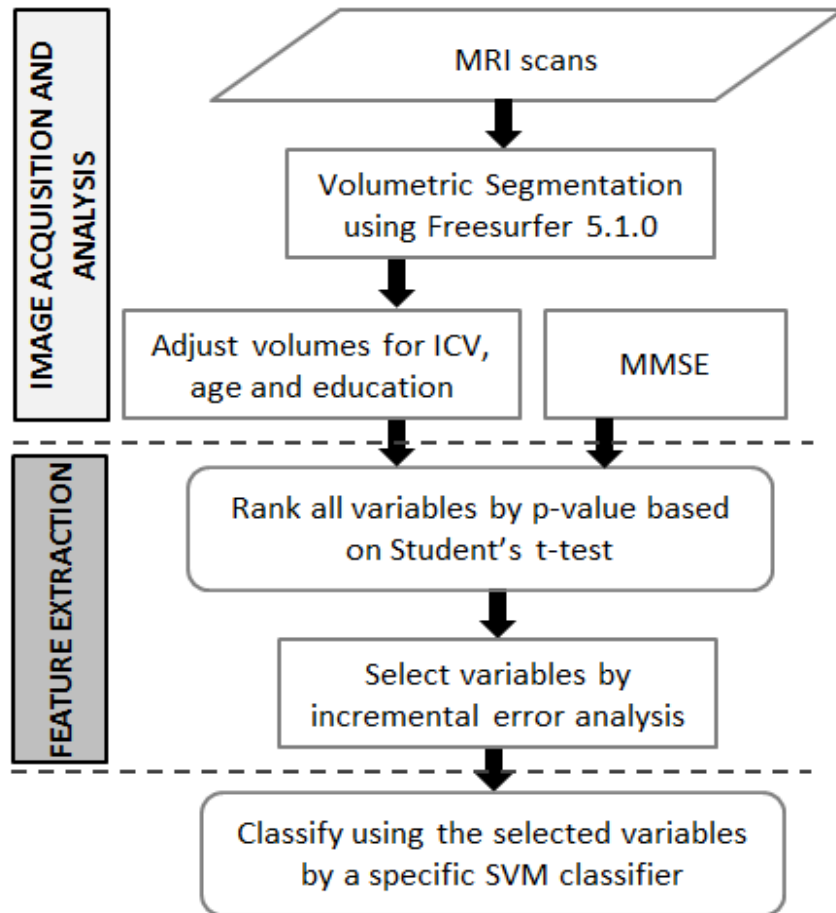 IMAGE ACQUISITION AND
ANALYSIS
MRI scans
Volumetric Segmentation
using Freesurfer 5.1.0
Adjust volumes for ICV,
age and education
MMSE
FEATURE EXTRACTION
Rank all variables by p-value based
on Student’s t-test
Select variables by
incremental error analysis
Classify using the selected variables
by a specific SVM classifier